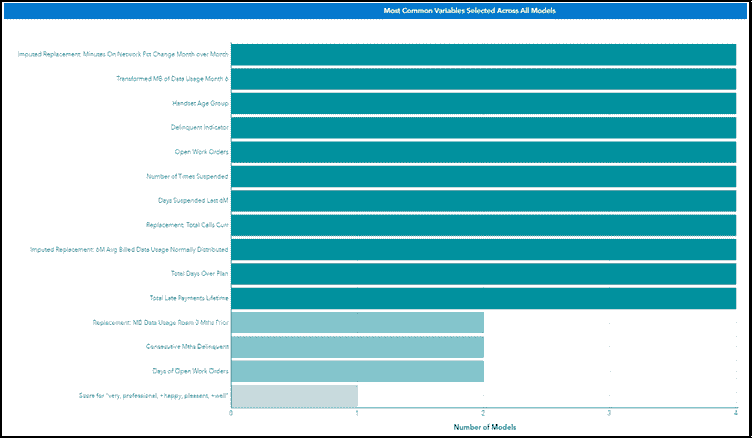 Most Common Variables Selected Across All Models
Imputed Replacement: Minutes On Network Pct Change Month over Month
Transformed MB of Data Usage Month 6
Handset Age Group
Delinquent Indicator
Open Work Orders
Number of Times Suspended
Days Suspended Last 6M
Replacement: Total Calls Curr
Imputed Replacement: 6M Avg Billed Data Usage Normally Distributed
Total Days Over Plan
Total Late Payments Lifetime
Replacement: MB Data Usage Roam 3 Mths Prior
Consecutive Mths Delinquent
Days of Open Work Orders
Score for "very, professional, +happy, pleasant, +well"
0 1 2 3 4
Number of Models